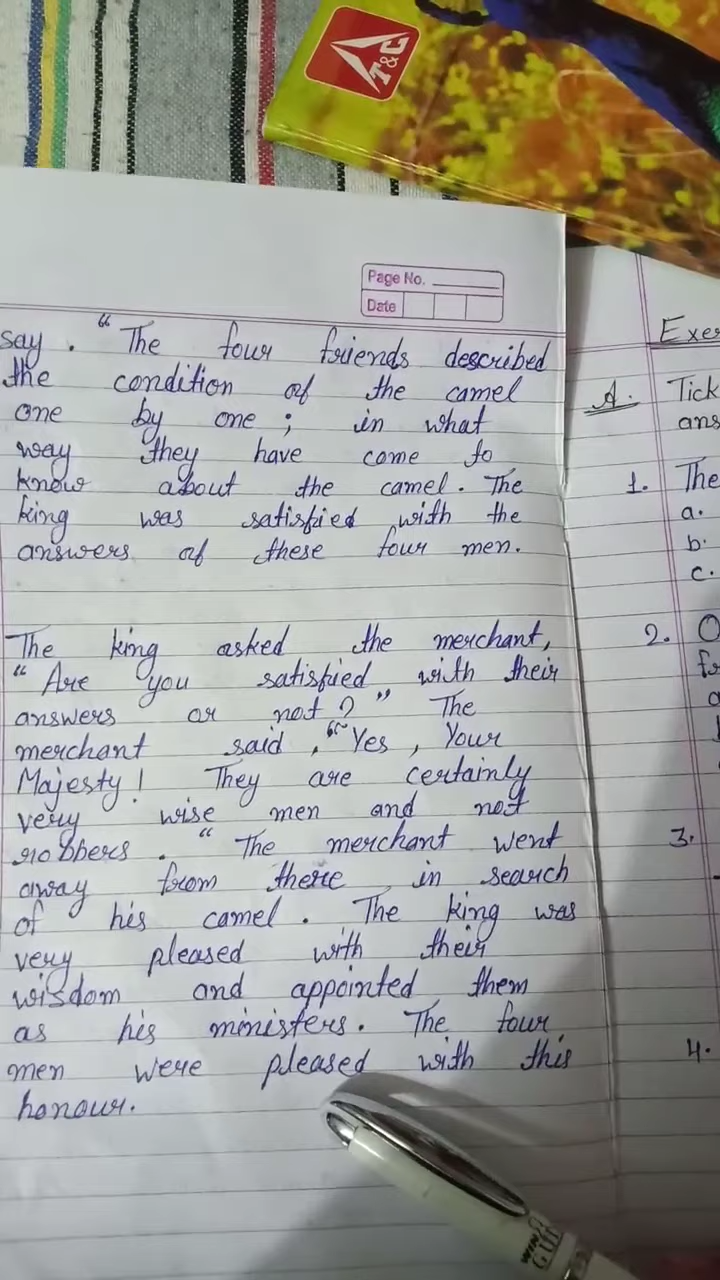 T&C
Page No.
Date
say. “The four friends described
the condition of the camel
one by one ; in what
way they have come to
know about the camel. The
king was satisfied with the
answers of these four men.
The king asked the merchant,
“Are you satisfied with their
answers or not?” The
merchant said, “Yes, Your
Majesty! They are certainly
very wise men and not
robbers. “The merchant went
away from there in search
of his camel. The king was
very pleased with their
wisdom and appointed them
as his ministers. The four
men were pleased with this
honour.
A. Tick
1. The
a.
b.
c.
2.
3.
4.
WIN